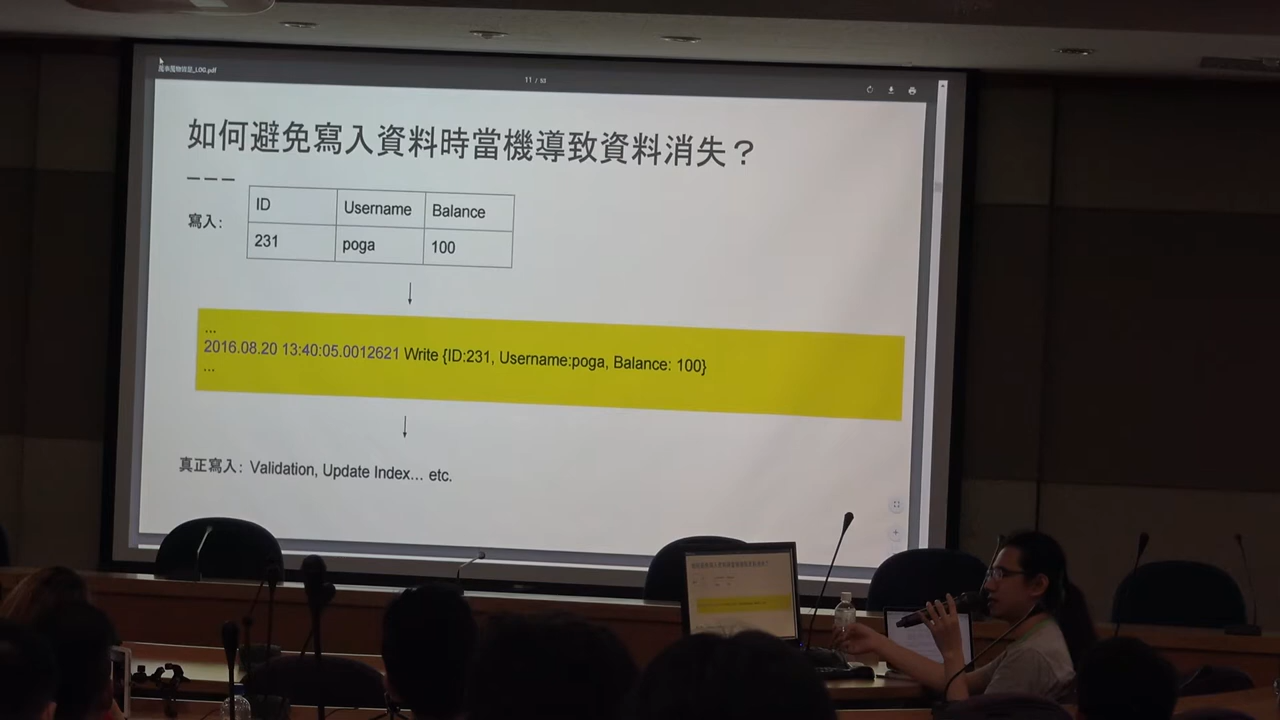 11 / 53
如何避免寫入資料時當機導致資料消失？
寫入:
ID Username Balance
231 poga 100
...
2016.08.20 13:40:05.0012621 Write {ID:231, Username:poga, Balance: 100}
...
真正寫入: Validation, Update Index... etc.